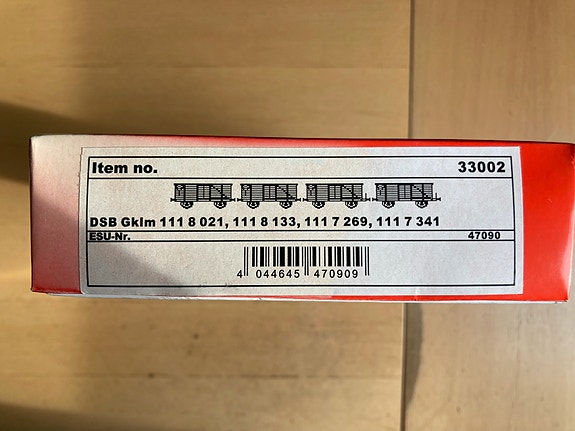 Item no. 33002
DSB Gklm 111 8 021, 111 8 133, 111 7 269, 111 7 341
ESU-Nr. 47090
4 044645 470909